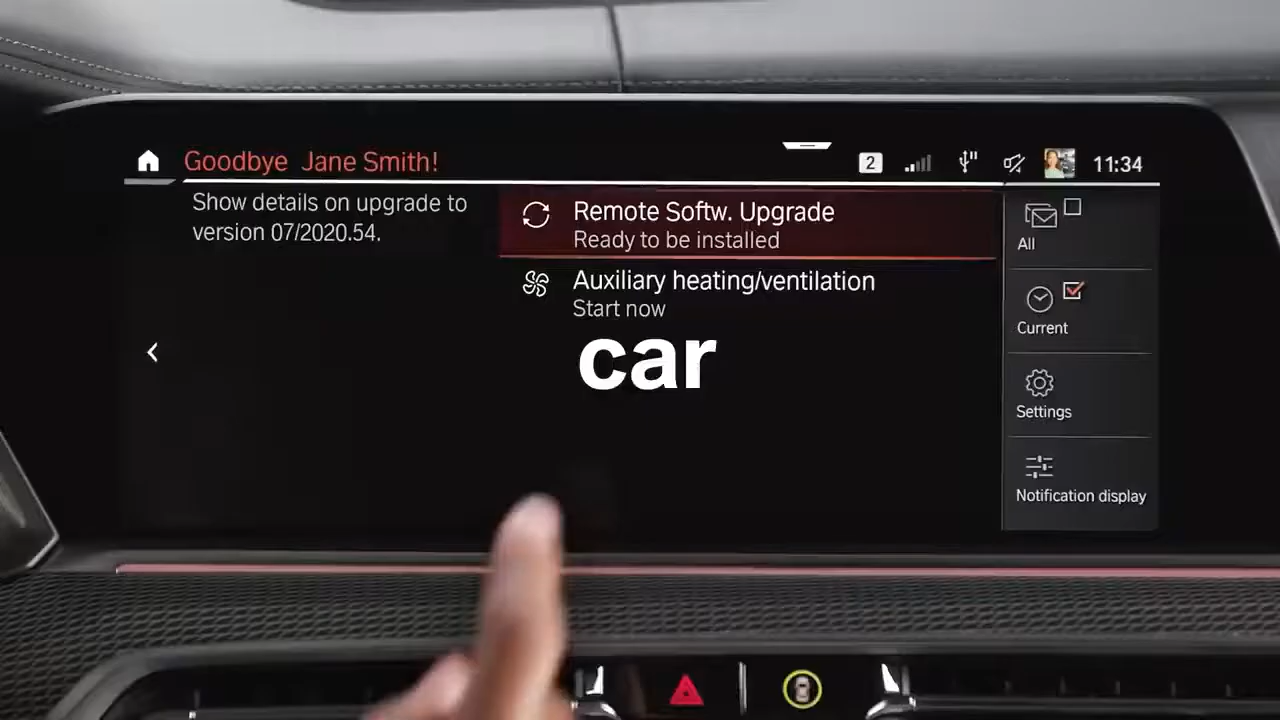 Goodbye Jane Smith!
2
11:34
Show details on upgrade to
version 07/2020.54.
Remote Softw. Upgrade
Ready to be installed
Auxiliary heating/ventilation
Start now
car
All
Current
Settings
Notification display